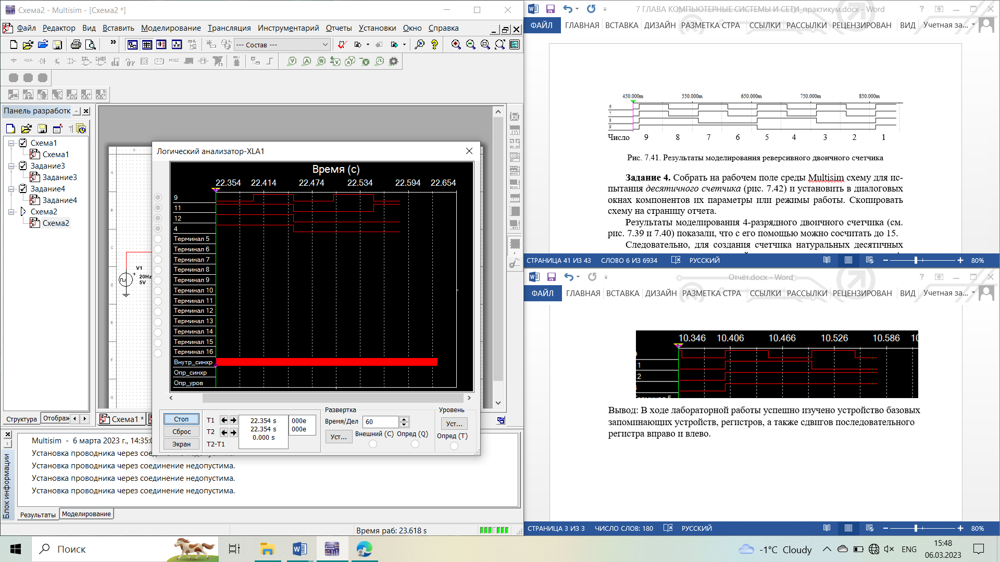 Схема2 - Multisim - [Схема2 *]
Файл Редактор Вид Вставить Моделирование Трансляция Инструментарий Отчеты Установки Окно Справка
--- Состав ---
MISC
Панель разработк
Схема1
Схема1
Задание3
Задание3
Задание4
Задание4
Схема2
Схема2
Структура Отображ
Схема1 *
V1
20Hz
5V
Логический анализатор-XLA1
Время (с)
22.354 22.414 22.474 22.534 22.594 22.654
9
11
12
4
Терминал 5
Терминал 6
Терминал 7
Терминал 8
Терминал 9
Терминал 10
Терминал 11
Терминал 12
Терминал 13
Терминал 14
Терминал 15
Терминал 16
Внутр_синхр
Опр_синхр
Опр_уров
Стоп
Сброс
Экран
T1 22.354 s 000e
T2 22.354 s 000e
T2-T1 0.000 s
Развертка
Время/Дел 60
Уст... Внешний (C) Опред (Q)
Уровень
Уст...
Опред (T)
Multisim - 6 марта 2023 г., 14:35:0
Установка проводника через соединение недопустима.
Установка проводника через соединение недопустима.
Установка проводника через соединение недопустима.
Установка проводника через соединение недопустима.
Блок информации
Результаты Моделирование
Время раб: 23.618 s
7 ГЛАВА КОМПЬЮТЕРНЫЕ СИСТЕМЫ И СЕТИ_практикум.docx - Word
ФАЙЛ ГЛАВНАЯ ВСТАВКА ДИЗАЙН РАЗМЕТКА СТРА ССЫЛКИ РАССЫЛКИ РЕЦЕНЗИРОВАН ВИД Учетная за...
450.000m 550.000m 650.000m 750.000m 850.000m
6
7
8
9
Число 9 8 7 6 5 4 3 2 1
Рис. 7.41. Результаты моделирования реверсивного двоичного счетчика
Задание 4. Собрать на рабочем поле среды Multisim схему для ис-
пытания десятичного счетчика (рис. 7.42) и установить в диалоговых
окнах компонентов их параметры или режимы работы. Скопировать
схему на страницу отчета.
Результаты моделирования 4-разрядного двоичного счетчика (см.
рис. 7.39 и 7.40) показали, что с его помощью можно сосчитать до 15.
Следовательно, для создания счетчика натуральных десятичных
СТРАНИЦА 41 ИЗ 43 СЛОВО 6 ИЗ 6934 РУССКИЙ 80%
Отчёт.docx - Word
ФАЙЛ ГЛАВНАЯ ВСТАВКА ДИЗАЙН РАЗМЕТКА СТРА ССЫЛКИ РАССЫЛКИ РЕЦЕНЗИРОВАН ВИД Учетная за...
10.346 10.406 10.466 10.526 10.586 10
1
2
Вывод: В ходе лабораторной работы успешно изучено устройство базовых
запоминающих устройств, регистров, а также сдвигов последовательного
регистра вправо и влево.
СТРАНИЦА 3 ИЗ 3 ЧИСЛО СЛОВ: 180 РУССКИЙ 80%
Поиск
-1°C Cloudy
ENG
15:48
06.03.2023